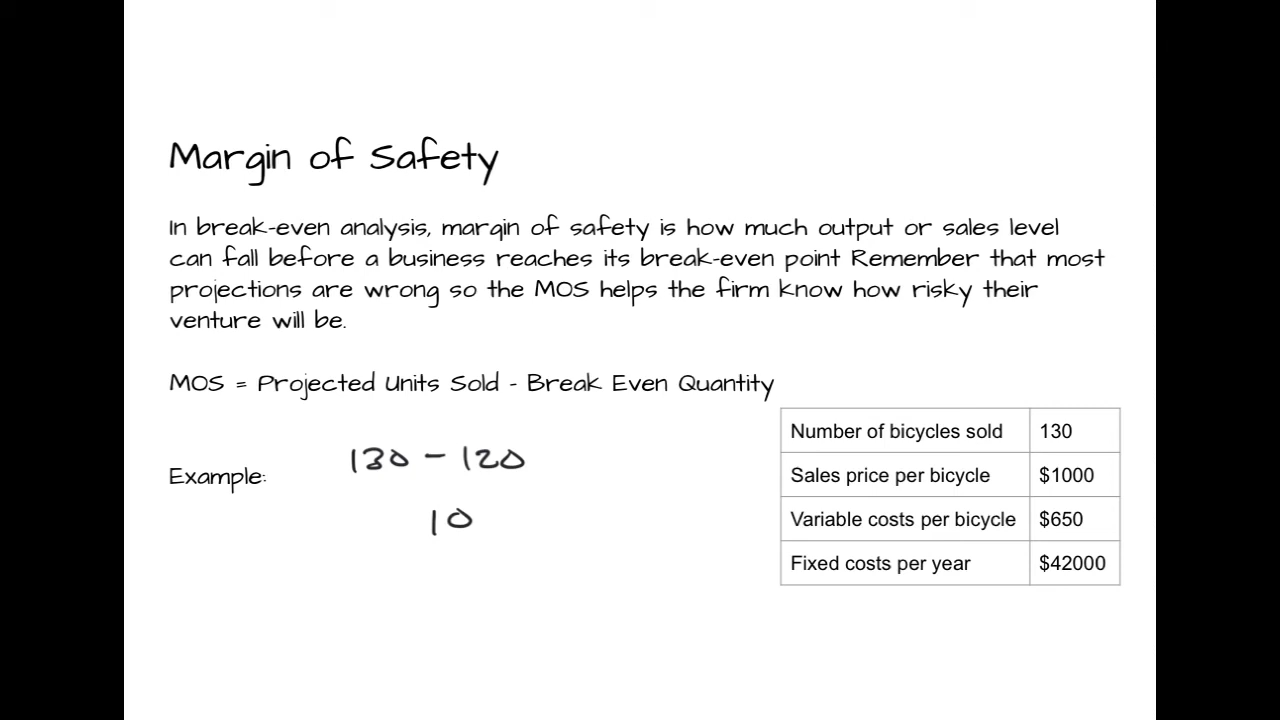 Margin of Safety
In break-even analysis, margin of safety is how much output or sales level
can fall before a business reaches its break-even point Remember that most
projections are wrong so the MOS helps the firm know how risky their
venture will be.
MOS = Projected Units Sold - Break Even Quantity
Example:
130 - 120
10
Number of bicycles sold 130
Sales price per bicycle $1000
Variable costs per bicycle $650
Fixed costs per year $42000